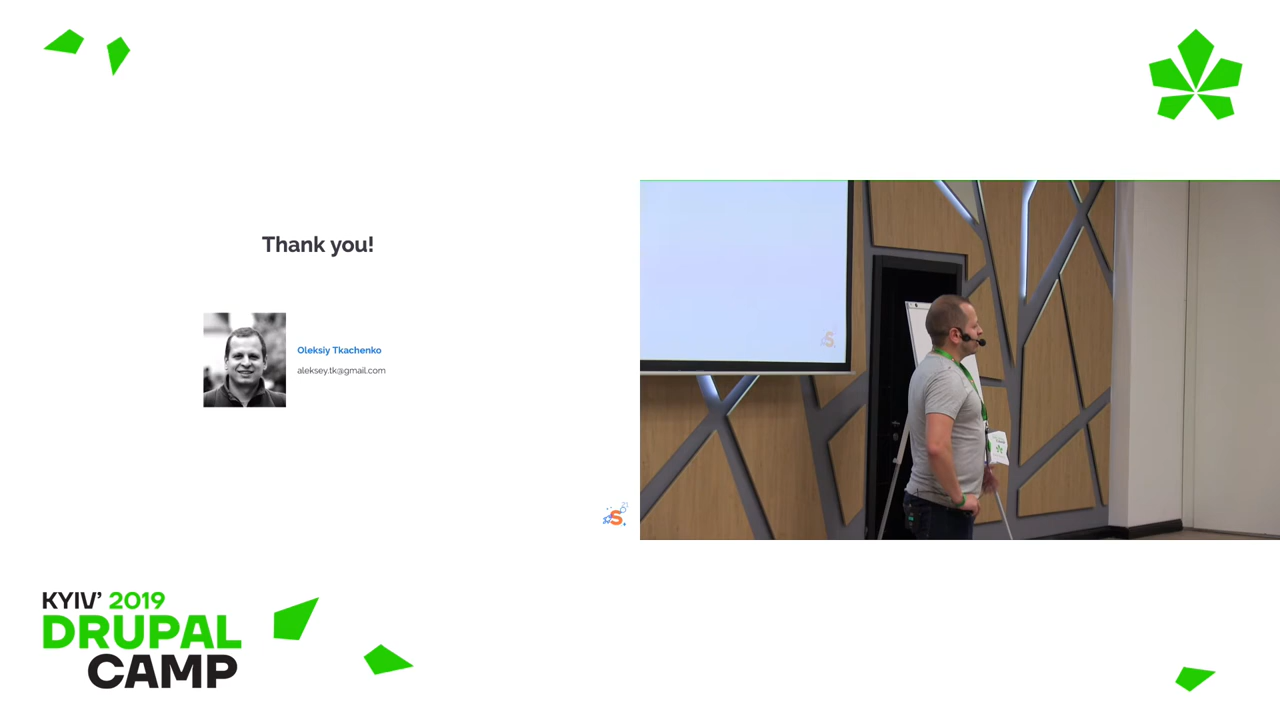 Thank you!
Oleksiy Tkachenko
aleksey.tk@gmail.com
KYIV' 2019
DRUPAL
CAMP